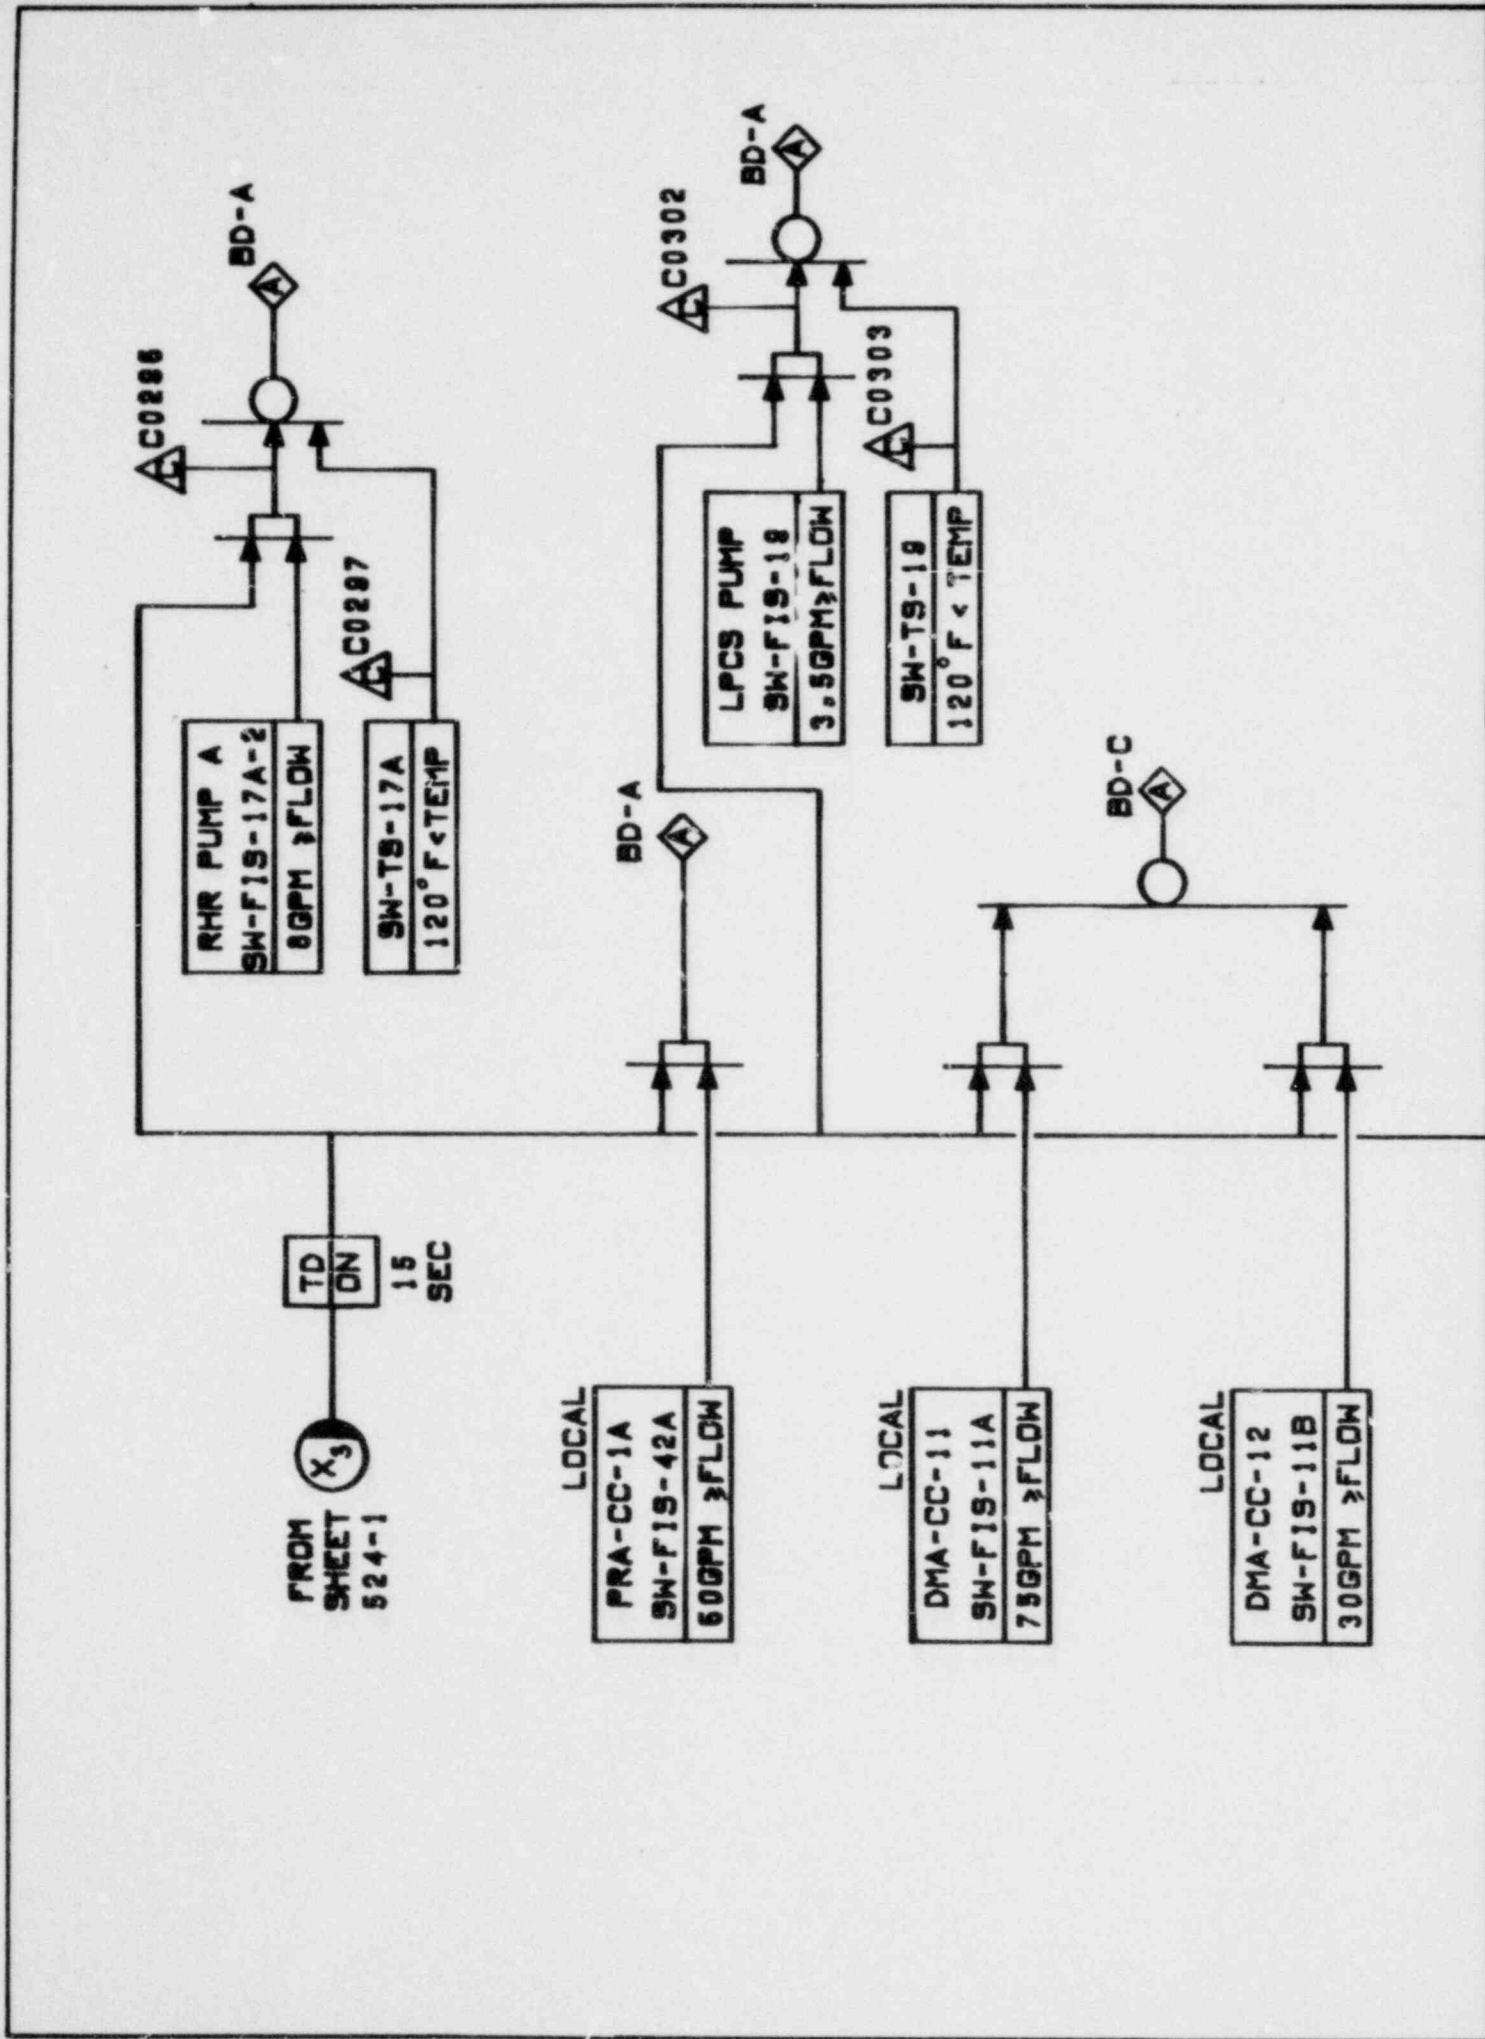 FROM
SHEET
524-1
X3
TD
ON
15
SEC
RHR PUMP A
SW-FIS-17A-2
8GPM ≥FLOW
SW-TS-17A
120°F<TEMP
C0296
C0297
C
C
A
BD-A
LOCAL
PRA-CC-1A
SW-FIS-42A
60GPM ≥FLOW
A
BD-A
LPCS PUMP
SW-FIS-19
3.5GPM≥FLOW
SW-TS-19
120°F < TEMP
C0302
C0303
C
C
A
BD-A
LOCAL
DMA-CC-11
SW-FIS-11A
75GPM ≥FLOW
LOCAL
DMA-CC-12
SW-FIS-11B
30GPM ≥FLOW
A
BD-C